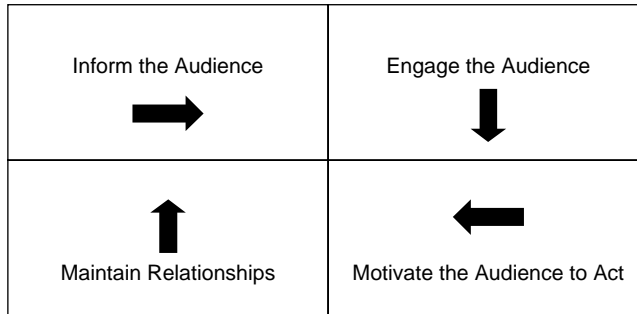 Inform the Audience
Engage the Audience
Maintain Relationships
Motivate the Audience to Act